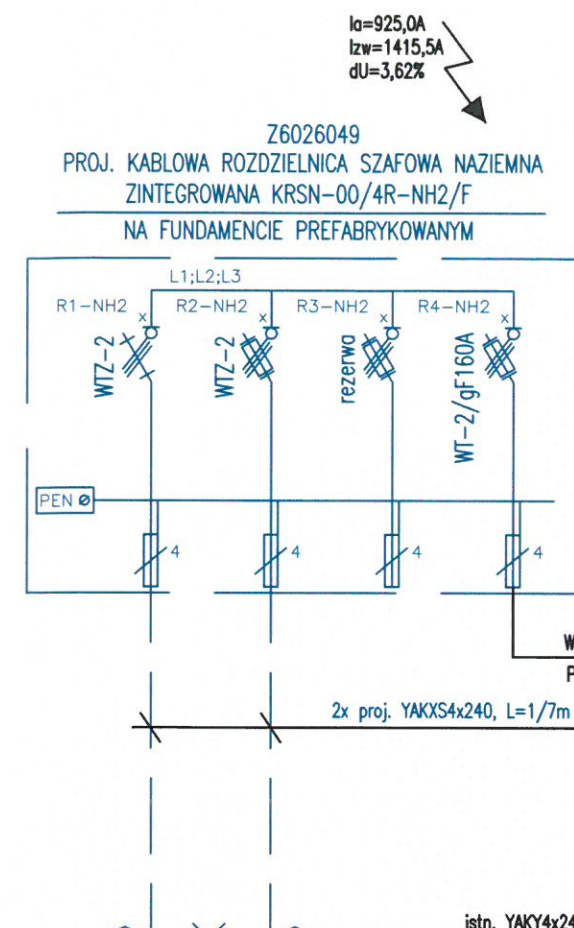 Ia=925,0A
Izw=1415,5A
dU=3,62%
Z6026049
PROJ. KABLOWA ROZDZIELNICA SZAFOWA NAZIEMNA
ZINTEGROWANA KRSN-00/4R-NH2/F
NA FUNDAMENCIE PREFABRYKOWANYM
L1;L2;L3
R1-NH2 x R2-NH2 x R3-NH2 x R4-NH2 x
WTZ-2
WTZ-2
rezerwa
WT-2/gF160A
PEN
4 4 4 4
W
P
2x proj. YAKXS4x240, L=1/7m
istn. YAKY4x24